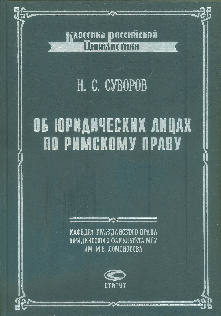 Классика российской
цивилистики
Н. С. СУВОРОВ
ОБ ЮРИДИЧЕСКИХ ЛИЦАХ
ПО РИМСКОМУ ПРАВУ
КАФЕДРА ГРАЖДАНСКОГО ПРАВА
ЮРИДИЧЕСКОГО ФАКУЛЬТЕТА МГУ
ИМ. М.В. ЛОМОНОСОВА
СТАТУТ